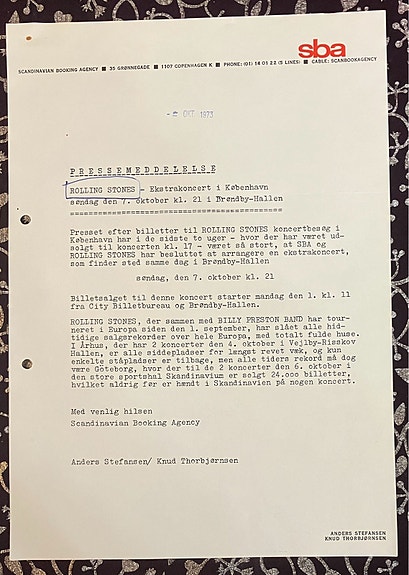 sba
SCANDINAVIAN BOOKING AGENCY ■ 35 GRØNNEGADE ■ 1107 COPENHAGEN K ■ PHONE: (01) 14 01 22 (5 LINES) ■ CABLE: SCANBOOKAGENCY
OKT 1973
PRESSEMEDDELELSE
ROLLING STONES - Ekstrakoncert i København
søndag den 7. oktober kl. 21 i Brøndby-Hallen
Presset efter billetter til ROLLING STONES koncertbesøg i
København har i de sidste to uger - hvor der har været ud-
solgt til koncerten kl. 17 - været så stort, at SBA og
ROLLING STONES har besluttet at arrangere en ekstrakoncert,
som finder sted samme dag i Brøndby-Hallen
søndag, den 7. oktober kl. 21
Billetsalget til denne koncert starter mandag den 1. kl. 11
fra City Billetbureau og Brøndby-Hallen.
ROLLING STONES, der sammen med BILLY PRESTON BAND har tour-
neret i Europa siden den 1. september, har slået alle hid-
tidige salgsrekorder over hele Europa, med totalt fulde huse.
I Århus, der har 2 koncerter den 4. oktober i Vejlby-Risskov
Hallen, er alle siddepladser for længst revet væk, og kun
enkelte ståpladser er tilbage, men alle tiders rekord må dog
være Göteborg, hvor der til de 2 koncerter den 6. oktober i
den store sportshal Skandinavium er solgt 24.000 billetter,
hvilket aldrig før er hændt i Skandinavien på nogen koncert.
Med venlig hilsen
Scandinavian Booking Agency
Anders Stefansen/ Knud Thorbjørnsen
ANDERS STEFANSEN
KNUD THORBJØRNSEN